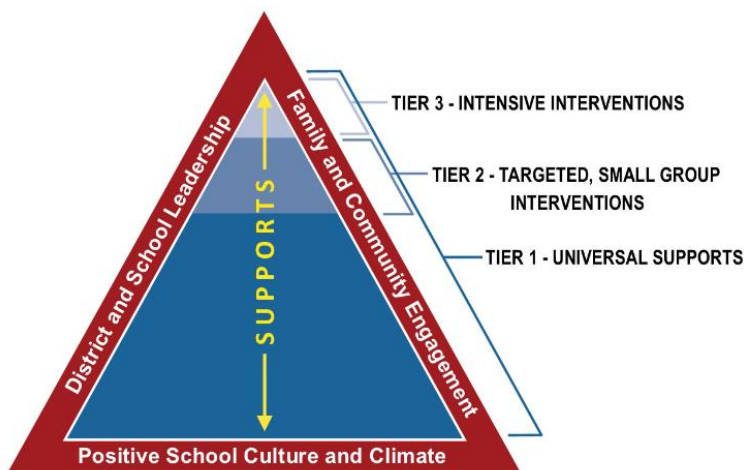 TIER 3 - INTENSIVE INTERVENTIONS
TIER 2 - TARGETED, SMALL GROUP
INTERVENTIONS
TIER 1 - UNIVERSAL SUPPORTS
District and School Leadership
SUPPORTS
Family and Community Engagement
Positive School Culture and Climate